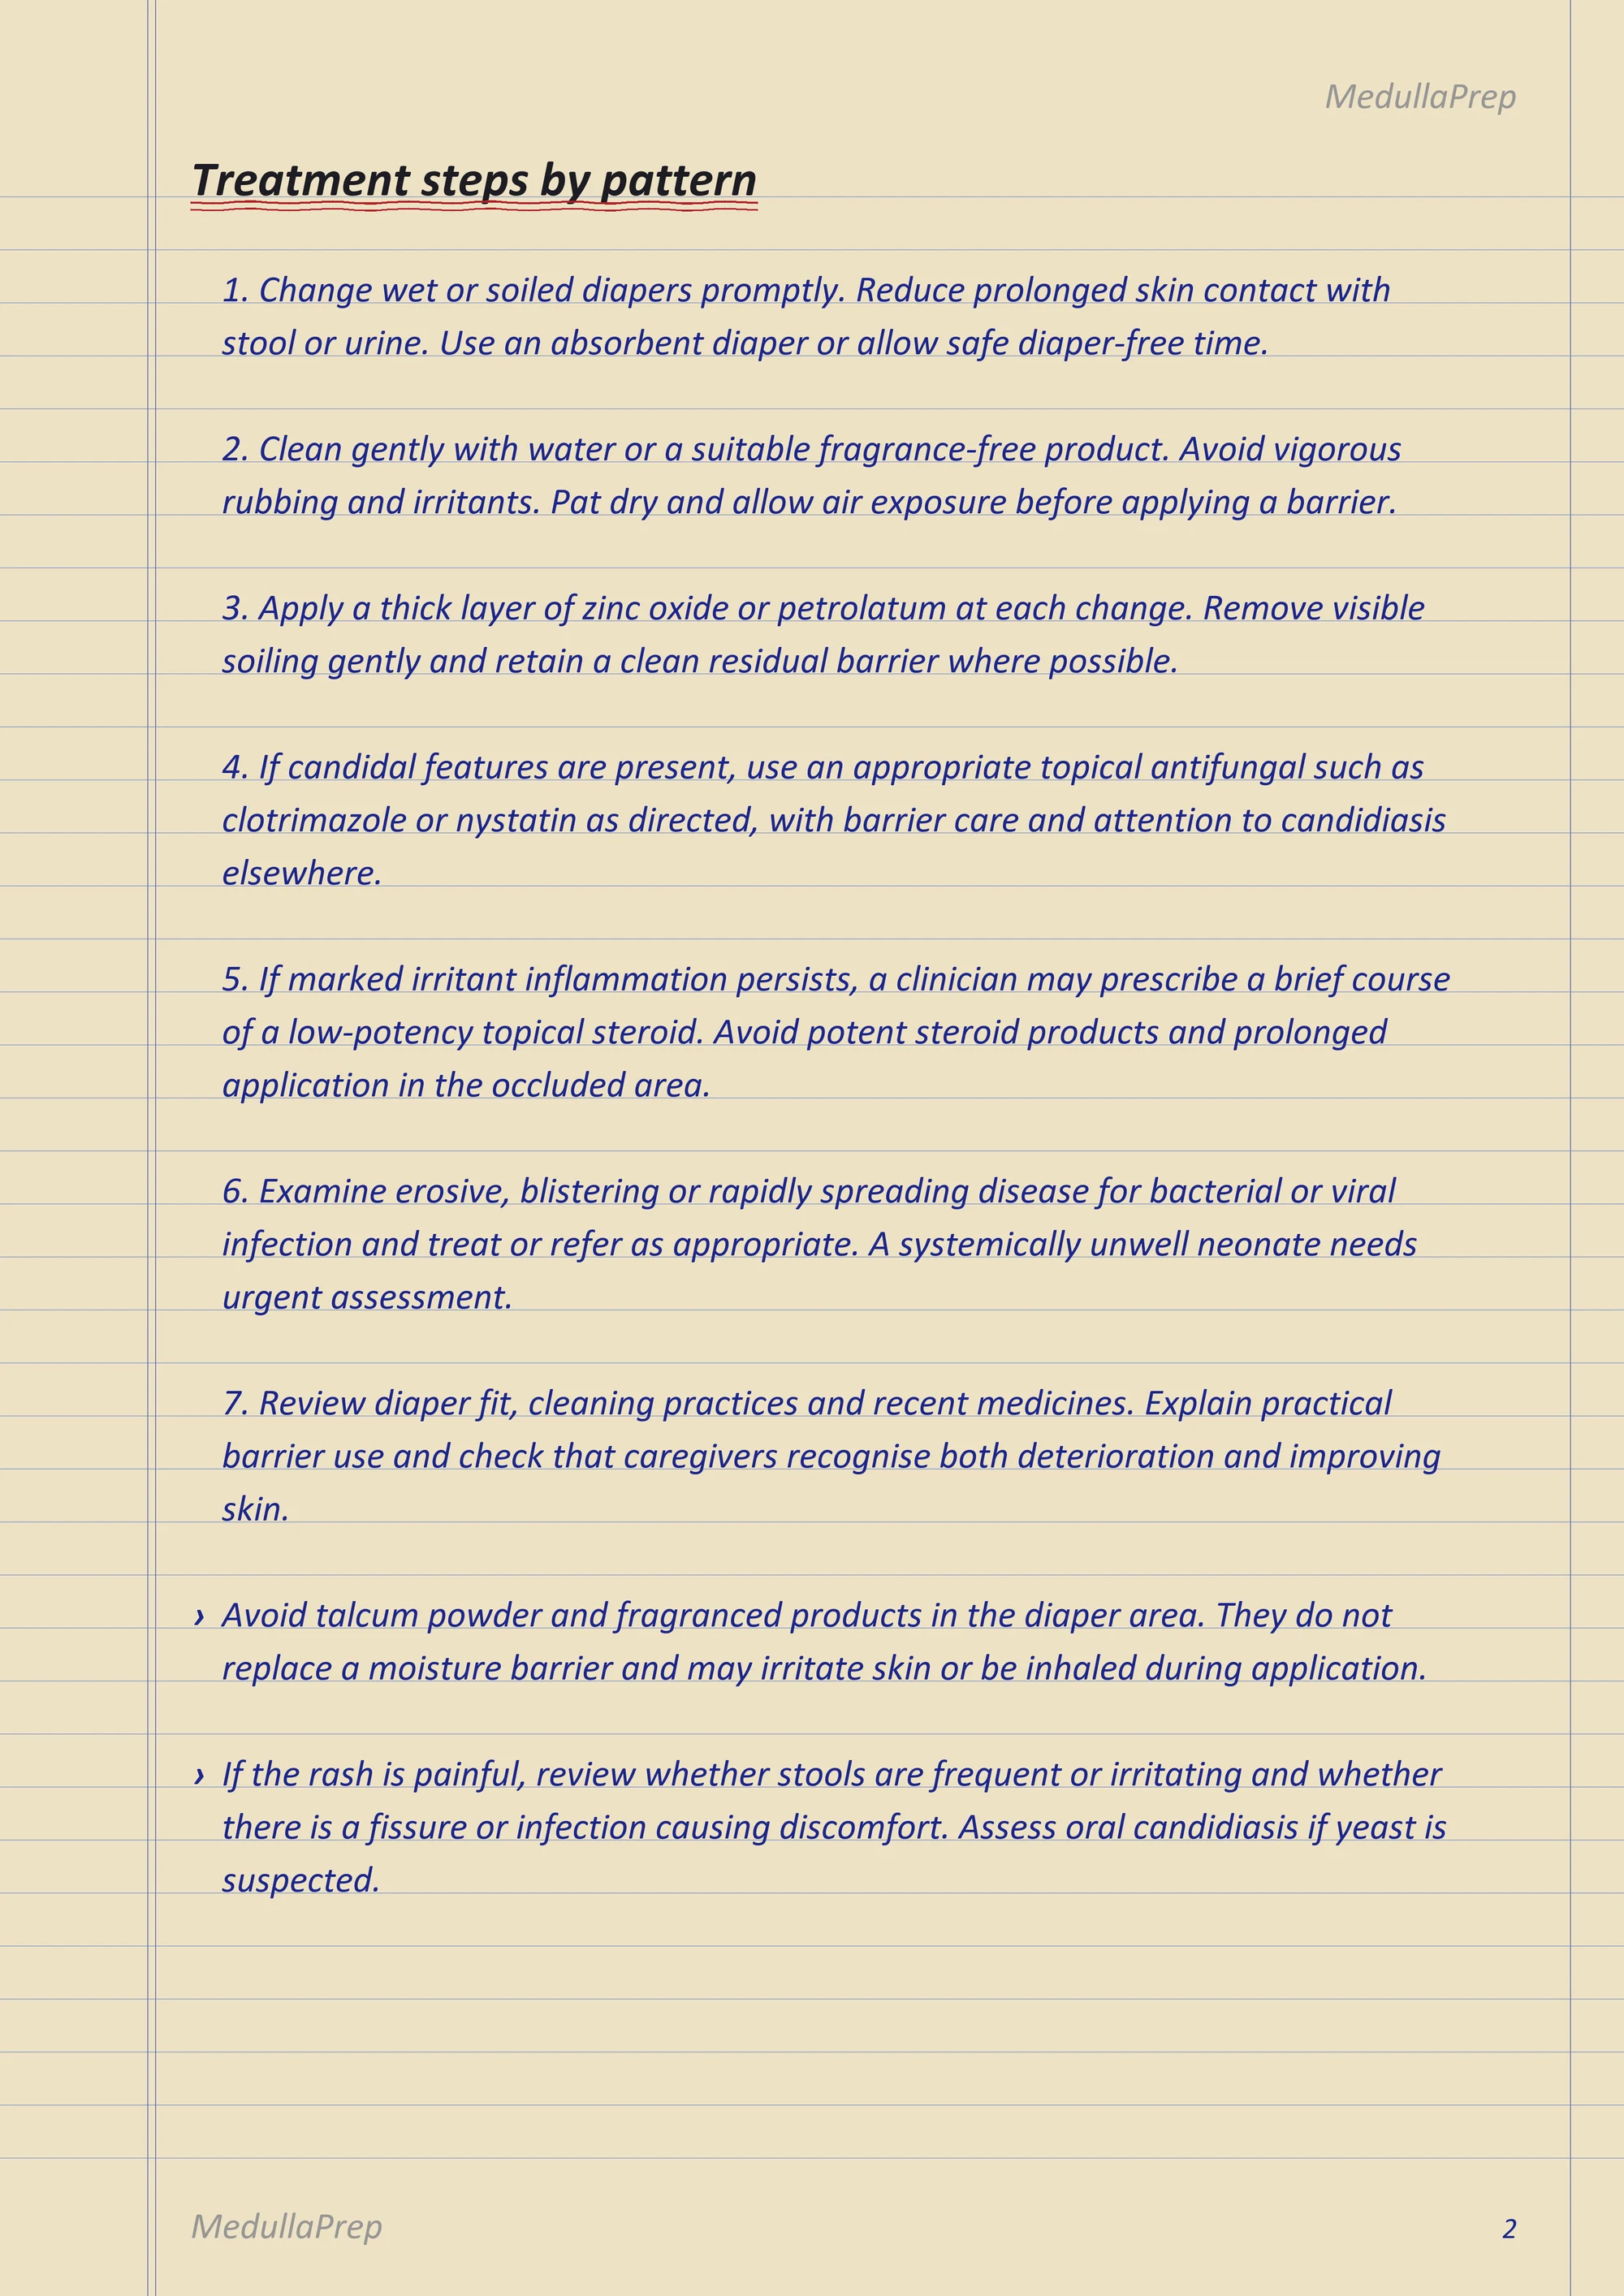 MedullaPrep
Treatment steps by pattern
1. Change wet or soiled diapers promptly. Reduce prolonged skin contact with
stool or urine. Use an absorbent diaper or allow safe diaper-free time.
2. Clean gently with water or a suitable fragrance-free product. Avoid vigorous
rubbing and irritants. Pat dry and allow air exposure before applying a barrier.
3. Apply a thick layer of zinc oxide or petrolatum at each change. Remove visible
soiling gently and retain a clean residual barrier where possible.
4. If candidal features are present, use an appropriate topical antifungal such as
clotrimazole or nystatin as directed, with barrier care and attention to candidiasis
elsewhere.
5. If marked irritant inflammation persists, a clinician may prescribe a brief course
of a low-potency topical steroid. Avoid potent steroid products and prolonged
application in the occluded area.
6. Examine erosive, blistering or rapidly spreading disease for bacterial or viral
infection and treat or refer as appropriate. A systemically unwell neonate needs
urgent assessment.
7. Review diaper fit, cleaning practices and recent medicines. Explain practical
barrier use and check that caregivers recognise both deterioration and improving
skin.
› Avoid talcum powder and fragranced products in the diaper area. They do not
replace a moisture barrier and may irritate skin or be inhaled during application.
› If the rash is painful, review whether stools are frequent or irritating and whether
there is a fissure or infection causing discomfort. Assess oral candidiasis if yeast is
suspected.
MedullaPrep
2